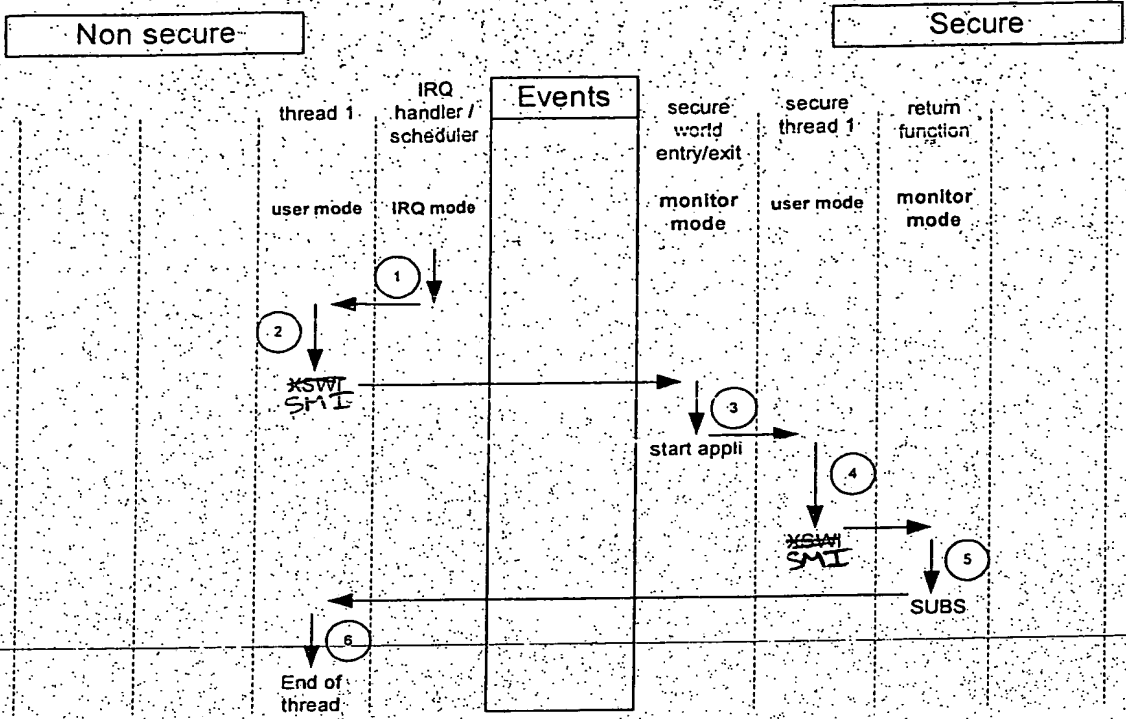 Non secure
Secure
Events
thread 1
IRQ
handler /
scheduler
secure
world
entry/exit
secure
thread 1
return
function
user mode
IRQ mode
monitor
mode
user mode
monitor
mode
1
2
XSWI
SMI
3
start appli
4
XSWI
SMI
5
SUBS
6
End of
thread